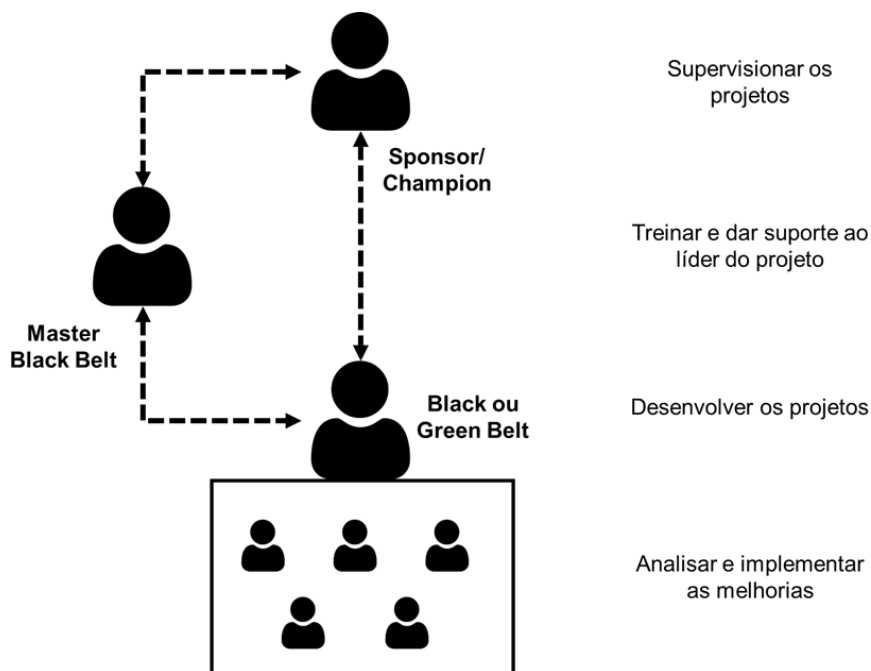 Supervisionar os
projetos
Sponsor/
Champion
Treinar e dar suporte ao
líder do projeto
Master
Black Belt
Black ou
Green Belt
Desenvolver os projetos
Analisar e implementar
as melhorias